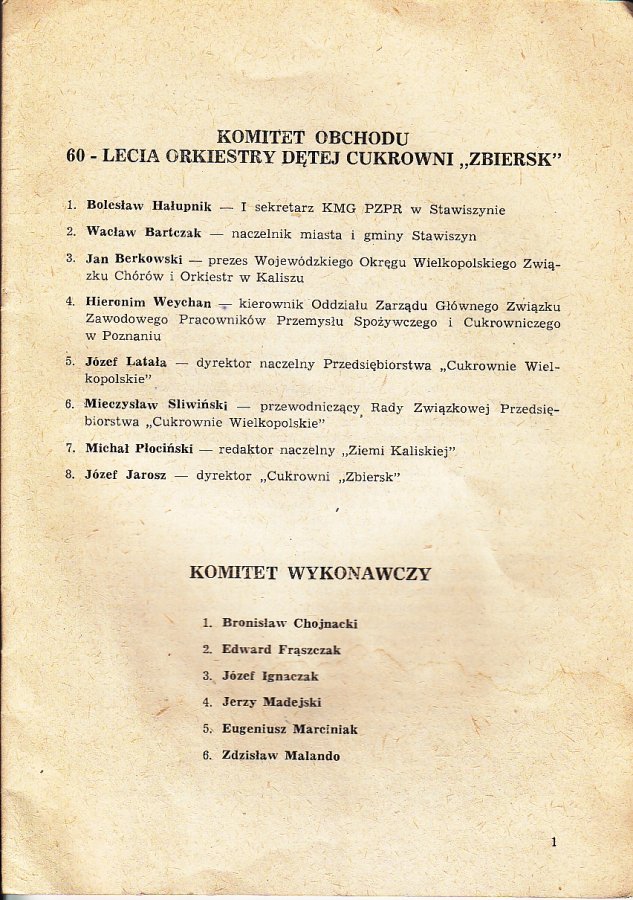 KOMITET OBCHODU
60 - LECIA ORKIESTRY DĘTEJ CUKROWNI „ZBIERSK”
1. Bolesław Hałupnik — I sekretarz KMG PZPR w Stawiszynie
2. Wacław Bartczak — naczelnik miasta i gminy Stawiszyn
3. Jan Berkowski — prezes Wojewódzkiego Okręgu Wielkopolskiego Zwią-
zku Chórów i Orkiestr w Kaliszu
4. Hieronim Weychan — kierownik Oddziału Zarządu Głównego Związku
Zawodowego Pracowników Przemysłu Spożywczego i Cukrowniczego
w Poznaniu
5. Józef Latała — dyrektor naczelny Przedsiębiorstwa „Cukrownie Wiel-
kopolskie”
6. Mieczysław Sliwiński — przewodniczący Rady Związkowej Przedsię-
biorstwa „Cukrownie Wielkopolskie”
7. Michał Płociński — redaktor naczelny „Ziemi Kaliskiej”
8. Józef Jarosz — dyrektor „Cukrowni „Zbiersk”
KOMITET WYKONAWCZY
1. Bronisław Chojnacki
2. Edward Frąszczak
3. Józef Ignaczak
4. Jerzy Madejski
5. Eugeniusz Marciniak
6. Zdzisław Malando
1